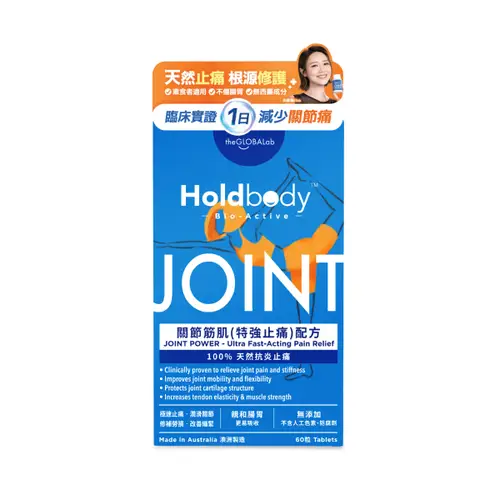 天然止痛 根源修護
素食者適用 不傷腸胃 無西藥成分
臨床實證 1日 減少關節痛
theGLOBALab
Holdbody™
Bio-Active
JOINT
關節筋肌(特強止痛)配方
JOINT POWER - Ultra Fast-Acting Pain Relief
100% 天然抗炎止痛
• Clinically proven to relieve joint pain and stiffness
• Improves joint mobility and flexibility
• Protects joint cartilage structure
• Increases tendon elasticity & muscle strength
極速止痛 · 潤滑關節
修補勞損 · 改善繃緊
親和腸胃
更易吸收
無添加
不含人工色素 · 防腐劑
Made in Australia 澳洲製造
60粒 Tablets